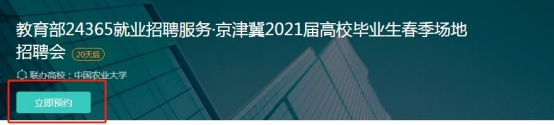 教育部24365就业招聘服务·京津冀2021届高校毕业生春季场地
招聘会 20天后
联办高校：中国农业大学
立即预约